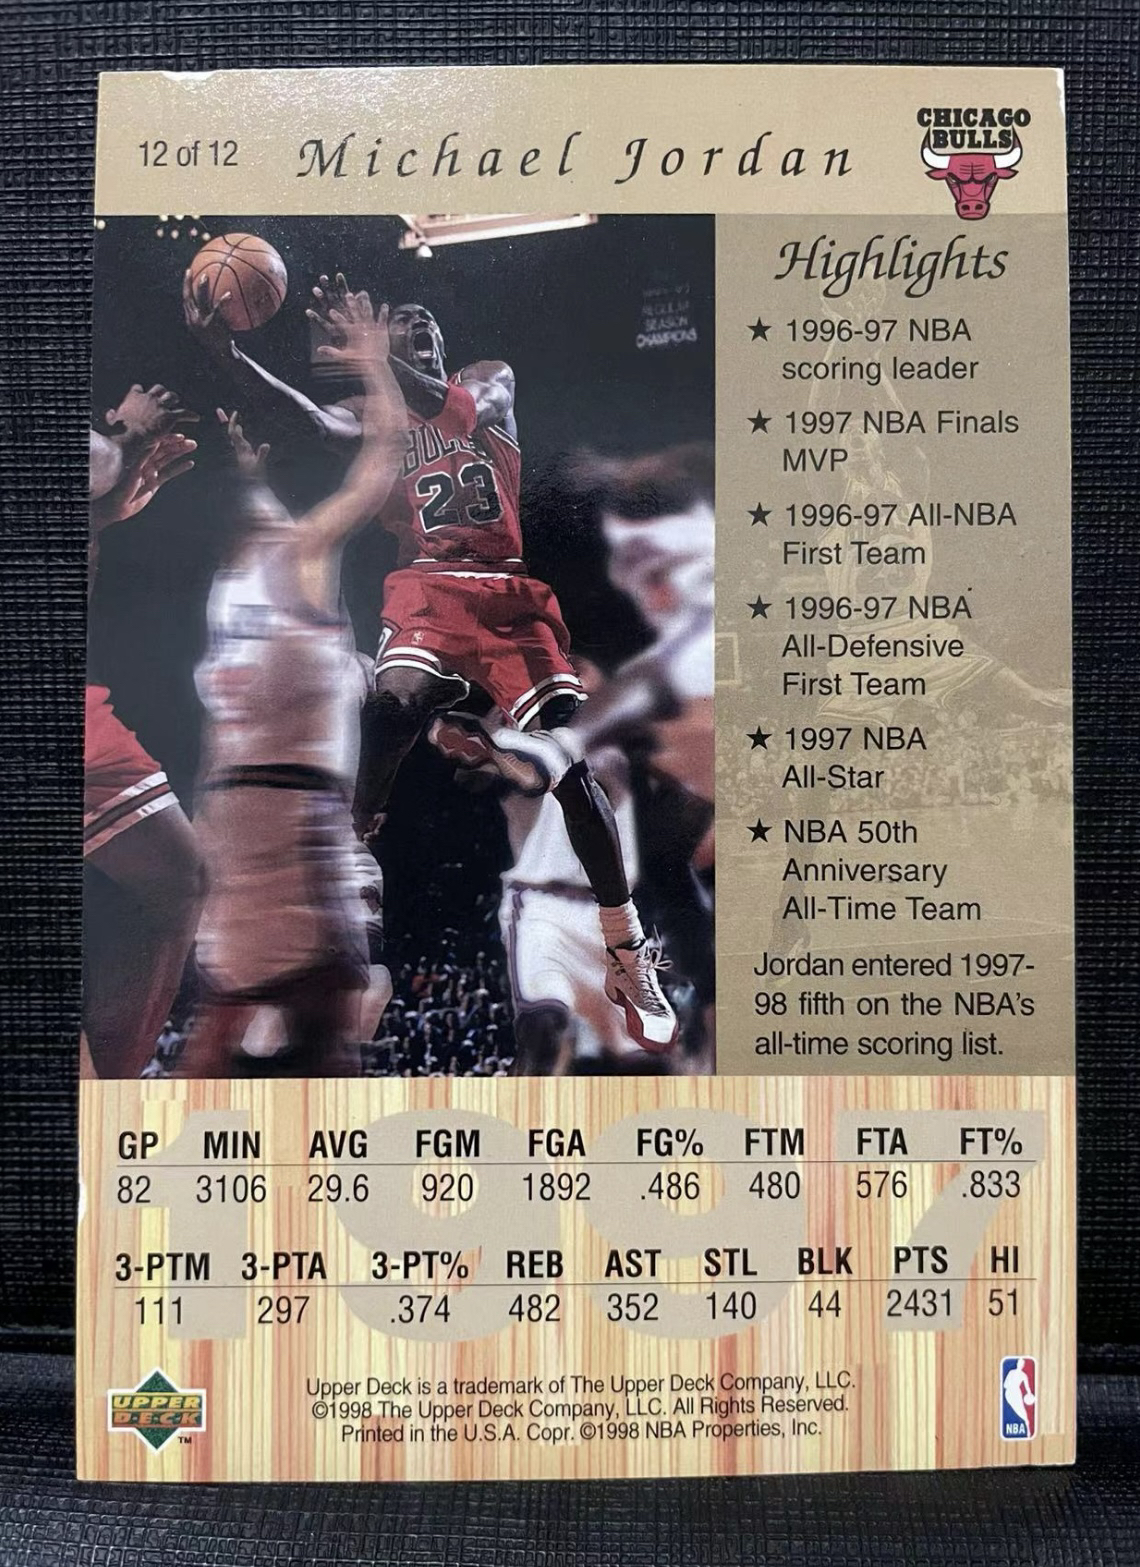 12 of 12 Michael Jordan
CHICAGO
BULLS
REGULAR
SEASON
CHAMPIONS
BULLS
23
Highlights
★ 1996-97 NBA
scoring leader
★ 1997 NBA Finals
MVP
★ 1996-97 All-NBA
First Team
★ 1996-97 NBA
All-Defensive
First Team
★ 1997 NBA
All-Star
★ NBA 50th
Anniversary
All-Time Team
Jordan entered 1997-
98 fifth on the NBA's
all-time scoring list.
1997
GP MIN AVG FGM FGA FG% FTM FTA FT%
82 3106 29.6 920 1892 .486 480 576 .833
3-PTM 3-PTA 3-PT% REB AST STL BLK PTS HI
111 297 .374 482 352 140 44 2431 51
UPPER
DECK
TM
Upper Deck is a trademark of The Upper Deck Company, LLC.
©1998 The Upper Deck Company, LLC. All Rights Reserved.
Printed in the U.S.A. Copr. ©1998 NBA Properties, Inc.
NBA